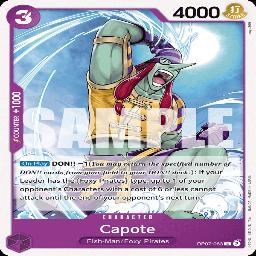 3
4000
COUNTER +1000
SAMPLE
On Play DON!! −1 (You may return the specified number of
DON!! cards from your field to your DON!! deck.): If your
Leader has the {Foxy Pirates} type, up to 1 of your
opponent's Characters with a cost of 6 or less cannot
attack until the end of your opponent's next turn.
CHARACTER
Capote
Fish-Man/Foxy Pirates